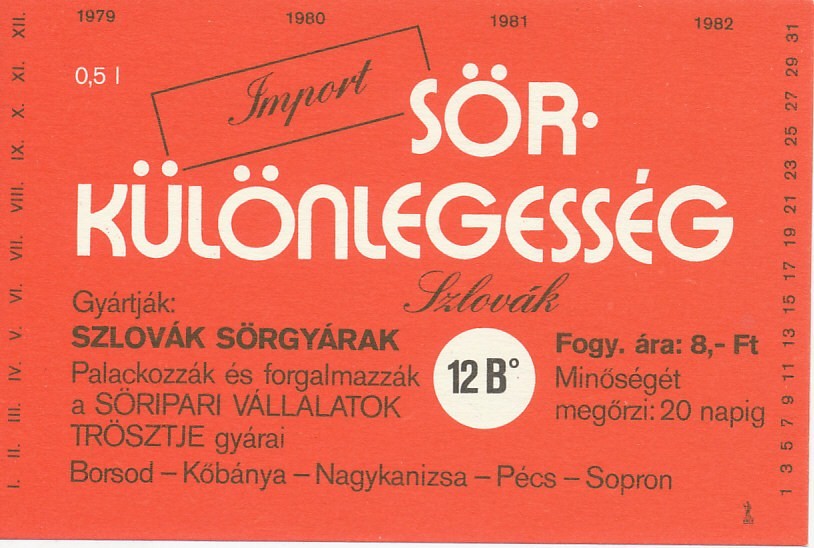 1979 1980 1981 1982
I. II. III. IV. V. VI. VII. VIII. IX. X. XI. XII.
0,5 l
Import
SÖR-
KÜLÖNLEGESSÉG
Szlovák
Gyártják:
SZLOVÁK SÖRGYÁRAK
Palackozzák és forgalmazzák
a SÖRIPARI VÁLLALATOK
TRÖSZTJE gyárai
Borsod – Kőbánya – Nagykanizsa – Pécs – Sopron
12 B°
Fogy. ára: 8,- Ft
Minőségét
megőrzi: 20 napig
1 3 5 7 9 11 13 15 17 19 21 23 25 27 29 31